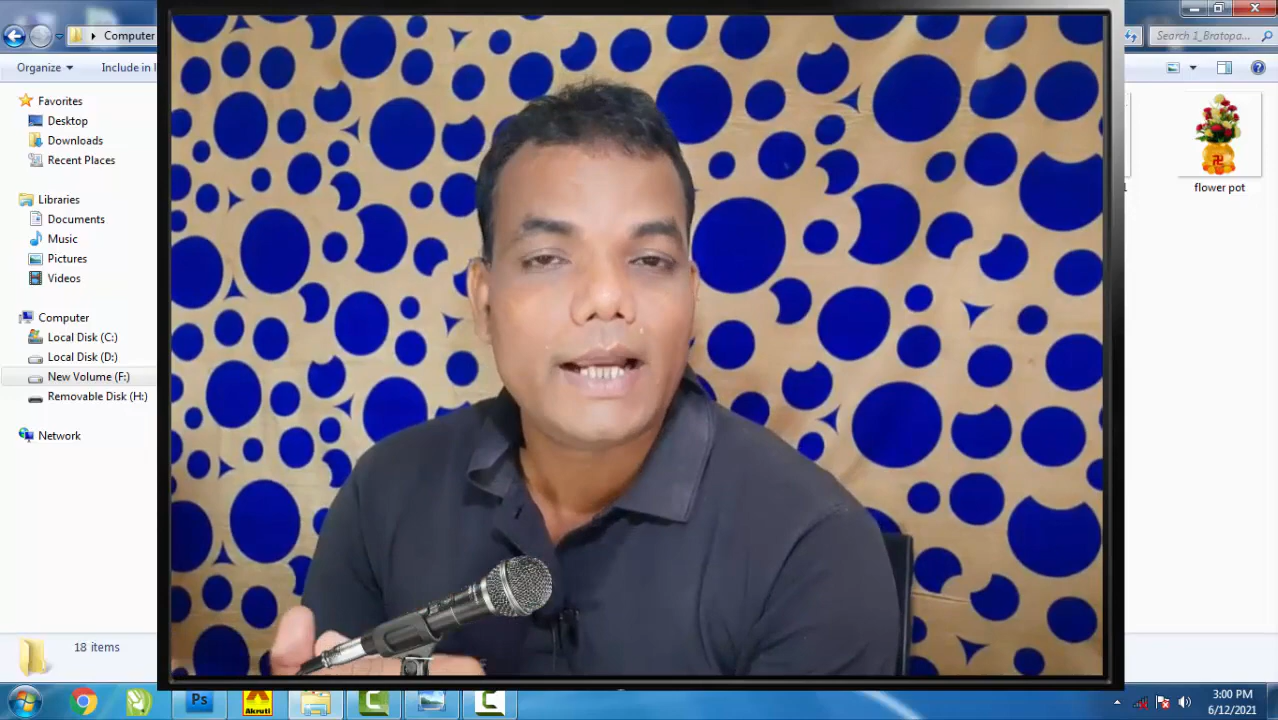 Computer
Search 1_Bratopa...
Organize
Include in l
Favorites
Desktop
Downloads
Recent Places
Libraries
Documents
Music
Pictures
Videos
Computer
Local Disk (C:)
Local Disk (D:)
New Volume (F:)
Removable Disk (H:)
Network
1
flower pot
18 items
Ps
Akruti
3:00 PM
6/12/2021